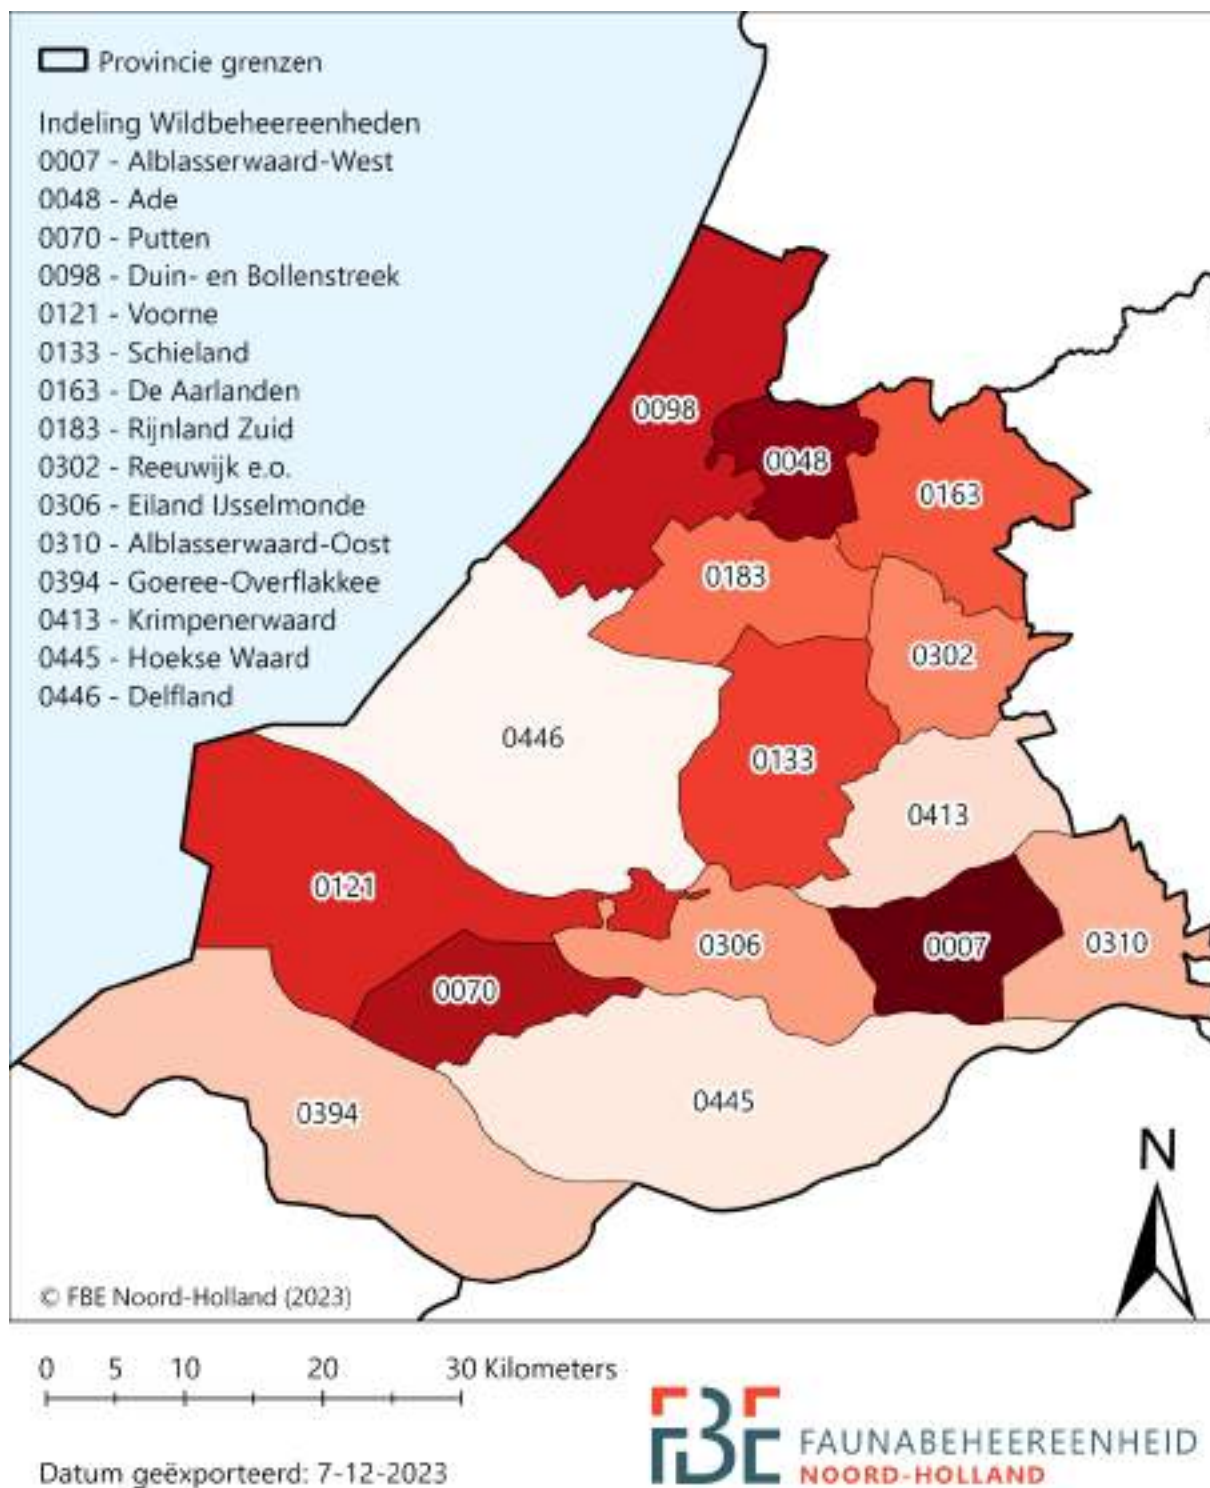 Provincie grenzen
Indeling Wildbeheereenheden
0007 - Alblasserwaard-West
0048 - Ade
0070 - Putten
0098 - Duin- en Bollenstreek
0121 - Voorne
0133 - Schieland
0163 - De Aarlanden
0183 - Rijnland Zuid
0302 - Reeuwijk e.o.
0306 - Eiland IJsselmonde
0310 - Alblasserwaard-Oost
0394 - Goeree-Overflakkee
0413 - Krimpenerwaard
0445 - Hoekse Waard
0446 - Delfland
0098
0048
0163
0183
0302
0446
0133
0413
0121
0306
0007
0310
0070
0445
0394
N
© FBE Noord-Holland (2023)
0 5 10 20 30 Kilometers
FBE FAUNABEHEEREENHEID
NOORD-HOLLAND
Datum geëxporteerd: 7-12-2023